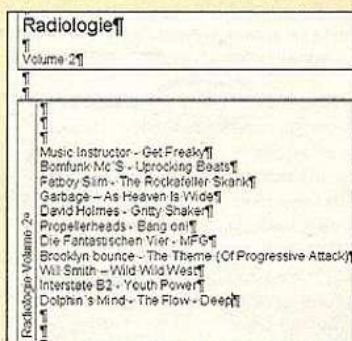 Radiologie¶
¶
Volume 2¶
¶
¶
¶
¶
¶
Music Instructor - Get Freaky¶
Bomfunk Mc´S - Uprocking Beats¶
Fatboy Slim - The Rockafeller Skank¶
Garbage – As Heaven Is Wide¶
David Holmes - Gritty Shaker¶
Propellerheads - Bang on!¶
Die Fantastischen Vier - MFG¶
Brooklyn bounce - The Theme (Of Progressive Attack)¶
Will Smith – Wild Wild West¶
Interstate B2 - Youth Power¶
Dolphin´s Mind - The Flow - Deep¶
¶
¶
Radiologie Volume 2¤